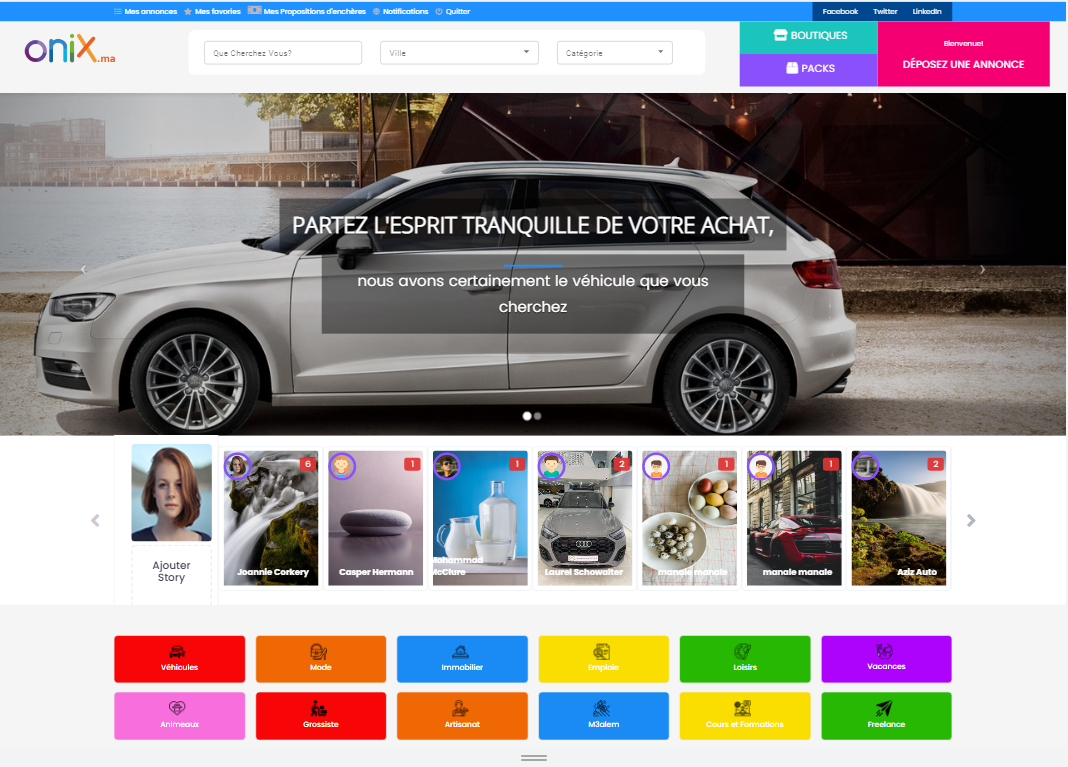 Mes annonces Mes favories Mes Propositions d'enchères Notifications Quitter Facebook Twitter LinkedIn
oniX.ma
Que Cherchez Vous? Ville Catégorie
BOUTIQUES
PACKS
Bienvenue!
DÉPOSEZ UNE ANNONCE
PARTEZ L'ESPRIT TRANQUILLE DE VOTRE ACHAT,
nous avons certainement le véhicule que vous
cherchez
6 1 1 2 1 1 2
Ajouter
Story
Joannie Corkery
Casper Hermann
Mohammad
McClure
Laurel Schowalter
manale manale
manale manale
Aziz Auto
Véhicules Mode Immobilier Emploie Loisirs Vacances
Animeaux Grossiste Artisanat M3alem Cours et Formations Freelance